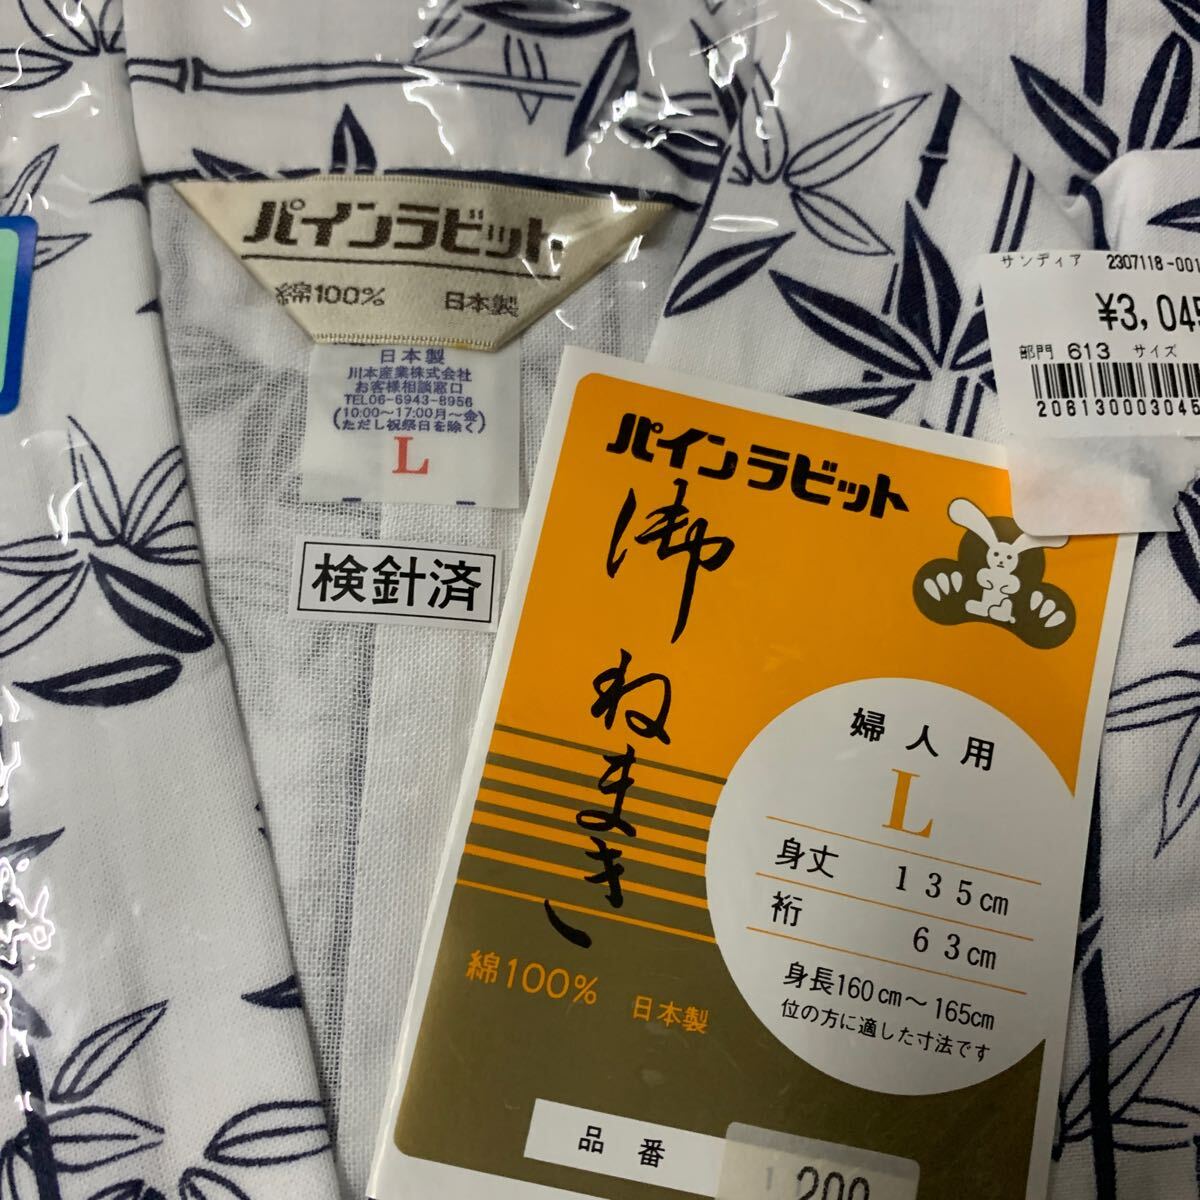 パインラビット
綿100% 日本製
日本製
川本産業株式会社
お客様相談窓口
TEL06-6943-8956
(10:00〜17:00月〜金)
(ただし祝祭日を除く)
L
検針済
サンディア 2307118-001
¥3,045
部門 613 サイズ
206130003045
パインラビット
御ねまき
婦人用
L
身丈 135cm
裄 63cm
身長160cm〜165cm
位の方に適した寸法です
綿100% 日本製
品番
1200